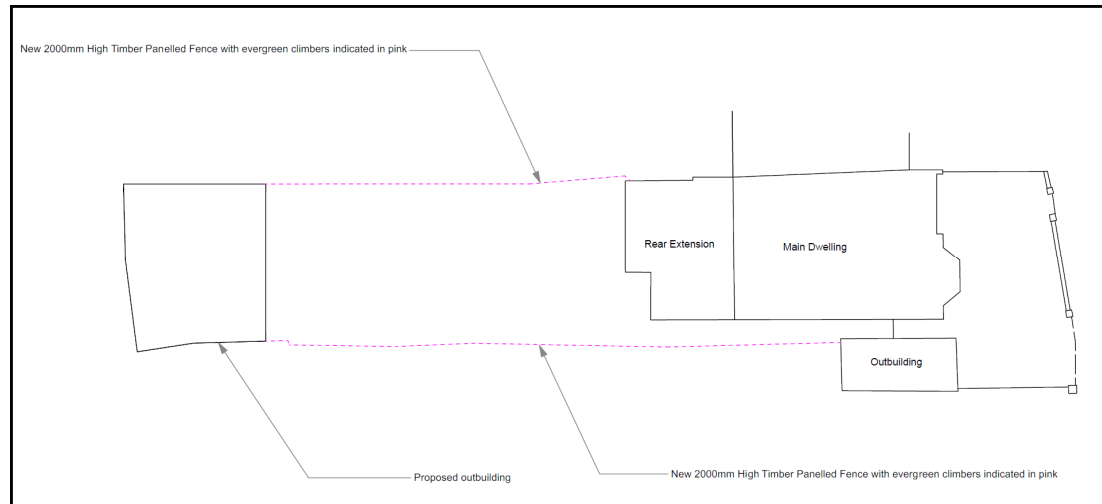 New 2000mm High Timber Panelled Fence with evergreen climbers indicated in pink
Rear Extension
Main Dwelling
Outbuilding
Proposed outbuilding
New 2000mm High Timber Panelled Fence with evergreen climbers indicated in pink